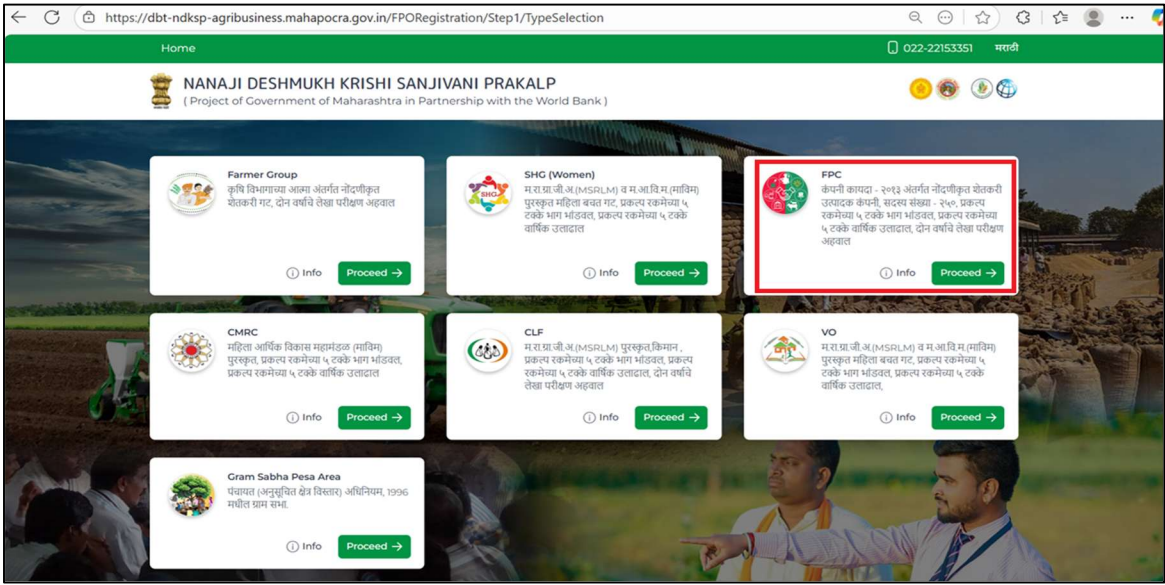 https://dbt-ndksp-agribusiness.mahapocra.gov.in/FPORegistration/Step1/TypeSelection
Home
022-22153351 मराठी
NANAJI DESHMUKH KRISHI SANJIVANI PRAKALP
( Project of Government of Maharashtra in Partnership with the World Bank )
Farmer Group
कृषि विभागाच्या आत्मा अंतर्गत नोंदणीकृत
शेतकरी गट, दोन वर्षाचे लेखा परीक्षण अहवाल
Info Proceed →
SHG (Women)
म.रा.ग्रा.जी.अ.(MSRLM) व म.आ.वि.म.(माविम)
पुरस्कृत महिला बचत गट, प्रकल्प रकमेच्या ५
टक्के भाग भांडवल, प्रकल्प रकमेच्या ५ टक्के
वार्षिक उलाढाल
Info Proceed →
FPC
कंपनी कायदा - २०१३ अंतर्गत नोंदणीकृत शेतकरी
उत्पादक कंपनी, सदस्य संख्या - २५०, प्रकल्प
रकमेच्या ५ टक्के भाग भांडवल, प्रकल्प रकमेच्या
५ टक्के वार्षिक उलाढाल, दोन वर्षाचे लेखा परीक्षण
अहवाल
Info Proceed →
CMRC
महिला आर्थिक विकास महामंडळ (माविम)
पुरस्कृत, प्रकल्प रकमेच्या ५ टक्के भाग भांडवल,
प्रकल्प रकमेच्या ५ टक्के उलाढाल
Info Proceed →
CLF
म.रा.ग्रा.जी.अ.(MSRLM) पुरस्कृत,किमान ,
प्रकल्प रकमेच्या ५ टक्के भाग भांडवल, प्रकल्प
रकमेच्या ५ टक्के वार्षिक उलाढाल, दोन वर्षाचे
लेखा परीक्षण अहवाल
Info Proceed →
VO
म.रा.ग्रा.जी.अ.(MSRLM) व म.आ.वि.म.(माविम)
पुरस्कृत महिला बचत गट, प्रकल्प रकमेच्या ५
टक्के भाग भांडवल, प्रकल्प रकमेच्या ५ टक्के
वार्षिक उलाढाल,
Info Proceed →
Gram Sabha Pesa Area
पंचायत (अनुसूचित क्षेत्र विस्तार) अधिनियम, 1996
मधील ग्राम सभा.
Info Proceed →